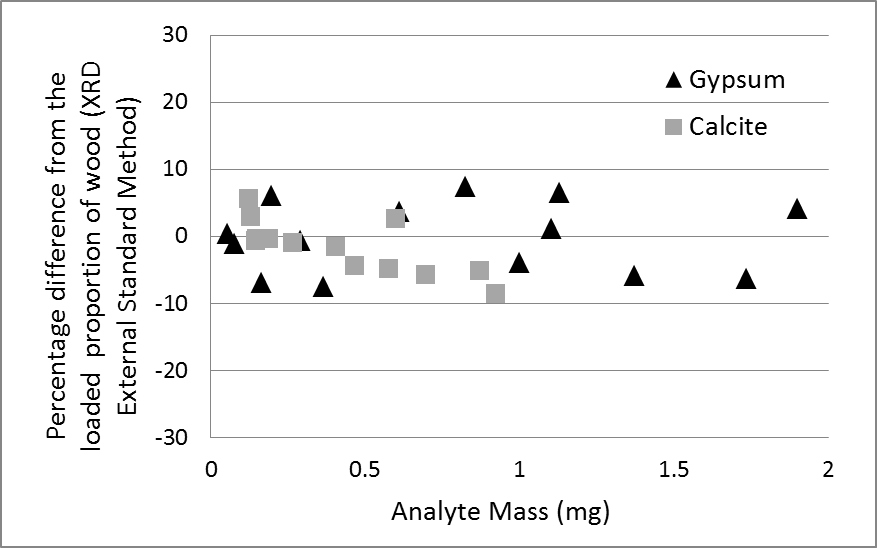 Percentage difference from the
loaded proportion of wood (XRD
External Standard Method)
30
20
10
0
-10
-20
-30
Gypsum
Calcite
0
0.5
1
1.5
2
Analyte Mass (mg)